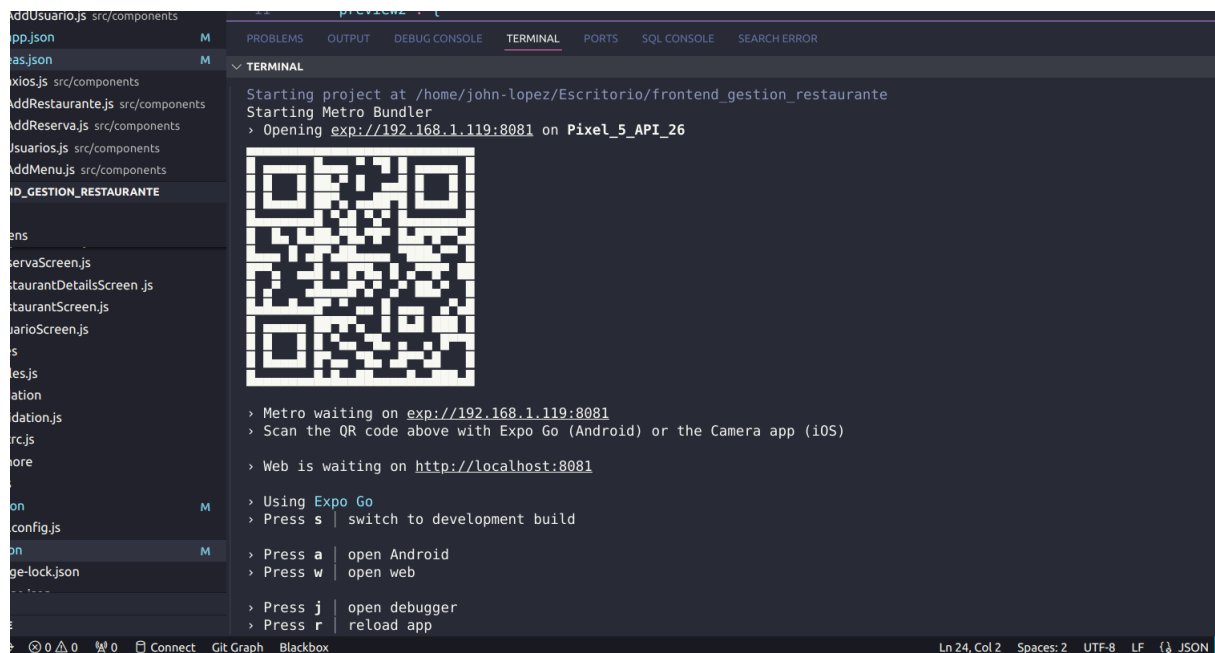 AddUsuario.js src/components
app.json M
eas.json M
axios.js src/components
AddRestaurante.js src/components
AddReserva.js src/components
Usuarios.js src/components
AddMenu.js src/components
ND_GESTION_RESTAURANTE
ens
servaScreen.js
staurantDetailsScreen .js
staurantScreen.js
uarioScreen.js
es
les.js
ation
idation.js
rc.js
nore
on M
.config.js
on M
ge-lock.json
11 "preview2": {
PROBLEMS OUTPUT DEBUG CONSOLE TERMINAL PORTS SQL CONSOLE SEARCH ERROR
TERMINAL
Starting project at /home/john-lopez/Escritorio/frontend_gestion_restaurante
Starting Metro Bundler
› Opening exp://192.168.1.119:8081 on Pixel_5_API_26
› Metro waiting on exp://192.168.1.119:8081
› Scan the QR code above with Expo Go (Android) or the Camera app (iOS)
› Web is waiting on http://localhost:8081
› Using Expo Go
› Press s │ switch to development build
› Press a │ open Android
› Press w │ open web
› Press j │ open debugger
› Press r │ reload app
0 0 0 Connect Git Graph Blackbox Ln 24, Col 2 Spaces: 2 UTF-8 LF JSON